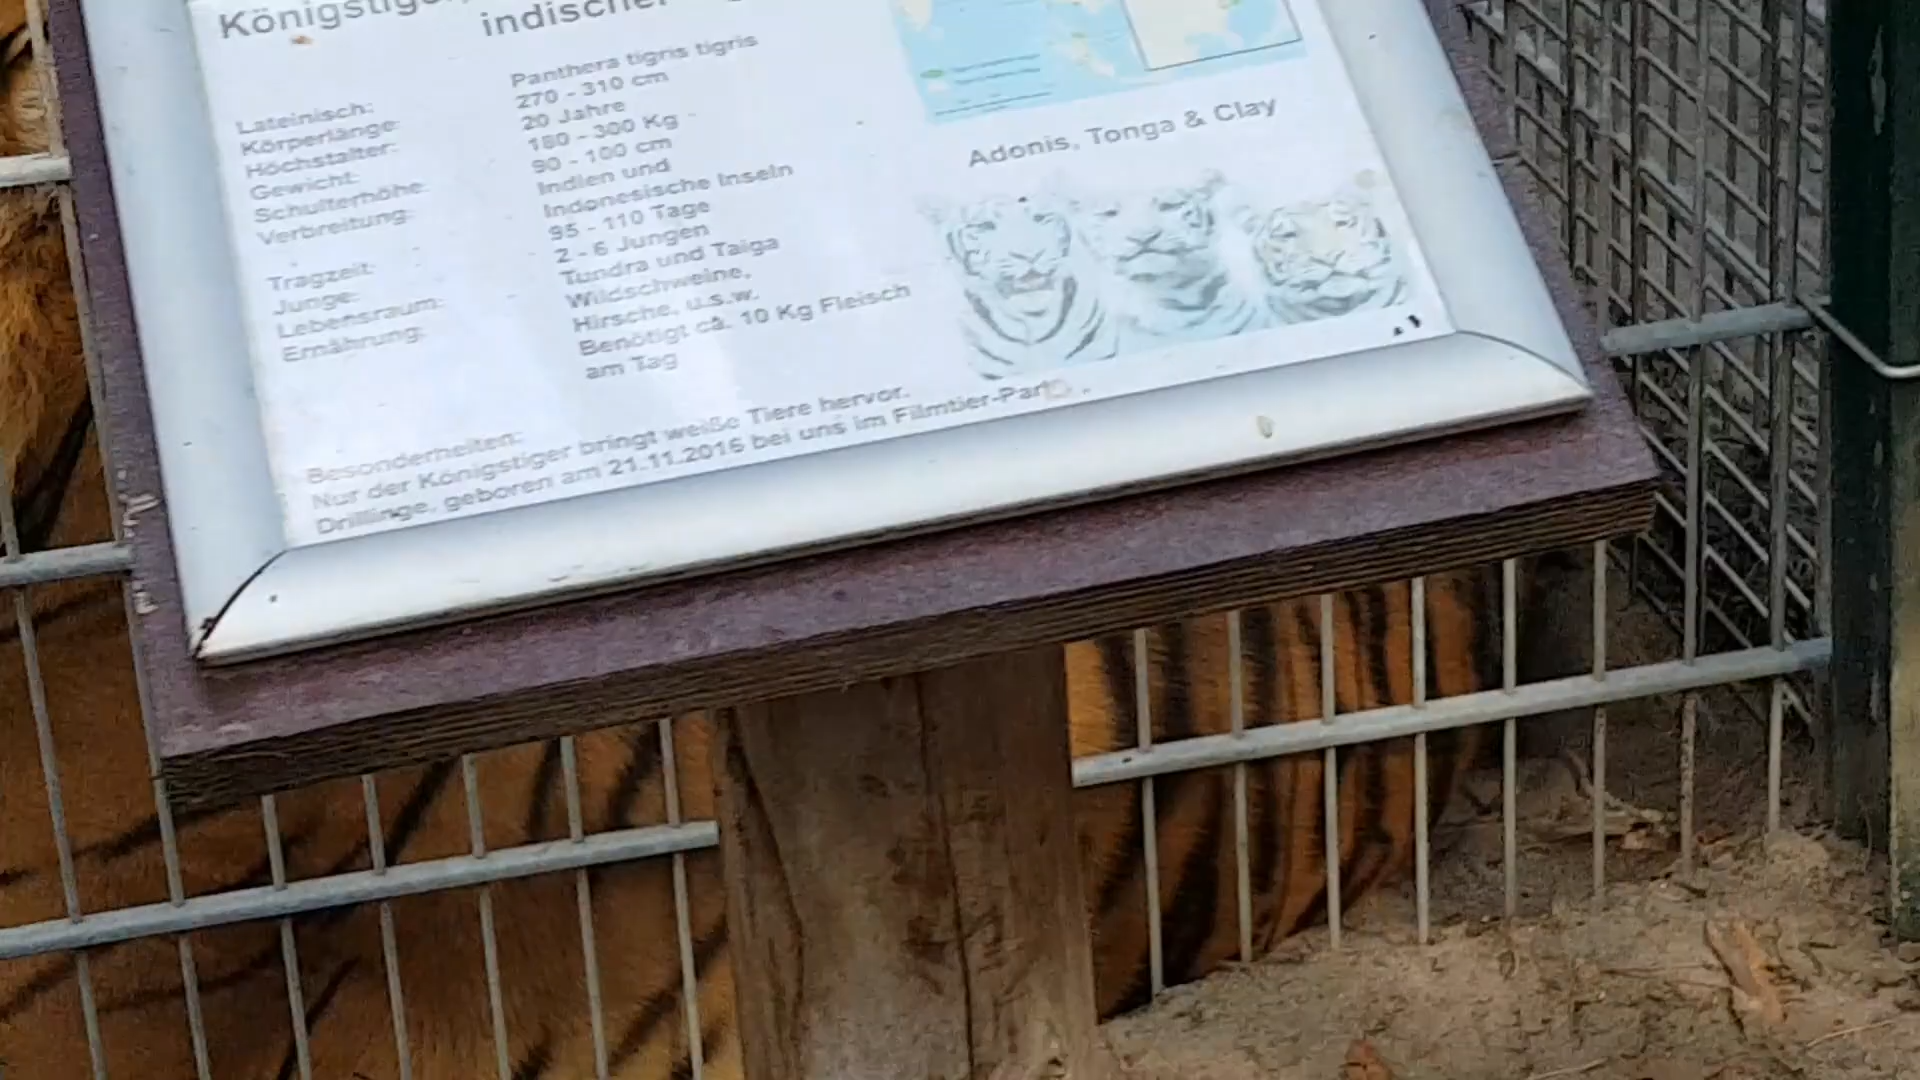 Königstiger,
indischer
Lateinisch: Panthera tigris tigris
Körperlänge: 270 - 310 cm
Höchstalter: 20 Jahre
Gewicht: 180 - 300 Kg
Schulterhöhe: 90 - 100 cm
Verbreitung: Indien und
Indonesische Inseln
Tragzeit: 95 - 110 Tage
Junge: 2 - 6 Jungen
Lebensraum: Tundra und Taiga
Ernährung: Wildschweine,
Hirsche, u.s.w.
Benötigt ca. 10 Kg Fleisch
am Tag
Adonis, Tonga & Clay
Besonderheiten:
Nur der Königstiger bringt weiße Tiere hervor.
Drillinge, geboren am 21.11.2016 bei uns im Filmtier-Park